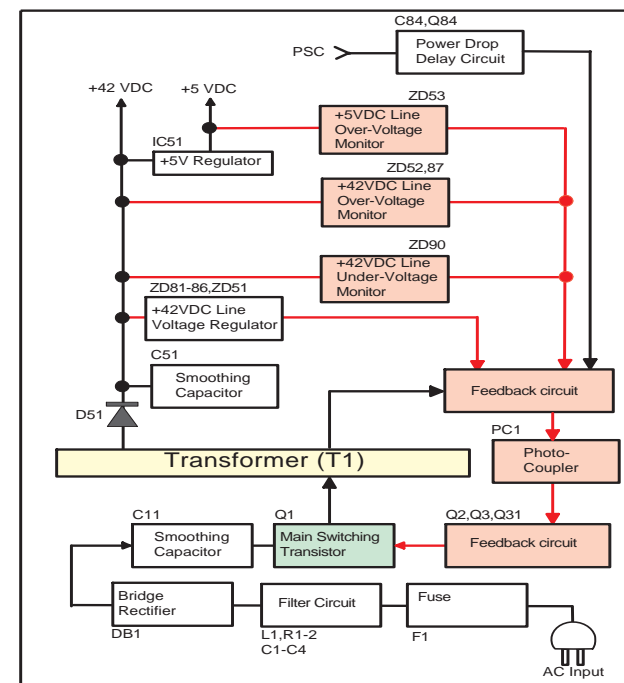 C84,Q84
PSC
Power Drop
Delay Circuit
+42 VDC
+5 VDC
ZD53
+5VDC Line
Over-Voltage
Monitor
IC51
+5V Regulator
ZD52,87
+42VDC Line
Over-Voltage
Monitor
ZD90
+42VDC Line
Under-Voltage
Monitor
ZD81-86,ZD51
+42VDC Line
Voltage Regulator
C51
Smoothing
Capacitor
D51
Feedback circuit
PC1
Photo-
Coupler
Transformer (T1)
C11
Smoothing
Capacitor
Q1
Main Switching
Transistor
Q2,Q3,Q31
Feedback circuit
Bridge
Rectifier
DB1
Filter Circuit
L1,R1-2
C1-C4
Fuse
F1
AC Input